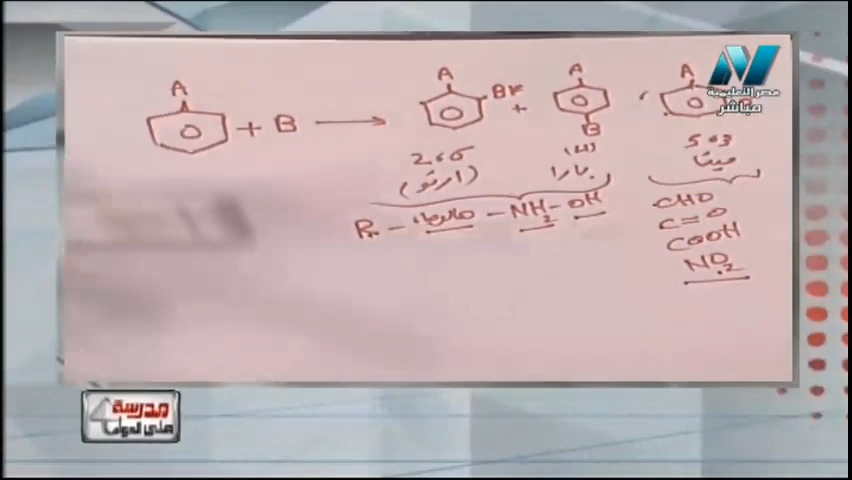 A + B → A Br + A B , A B
2,6 (4) 5,3
(ارثو) بارا ميتا
R – هالوجين – NH2 – OH
CHO
C=O
COOH
NO2
مصر التعليمية
مباشر
مدرسة
على الهواء